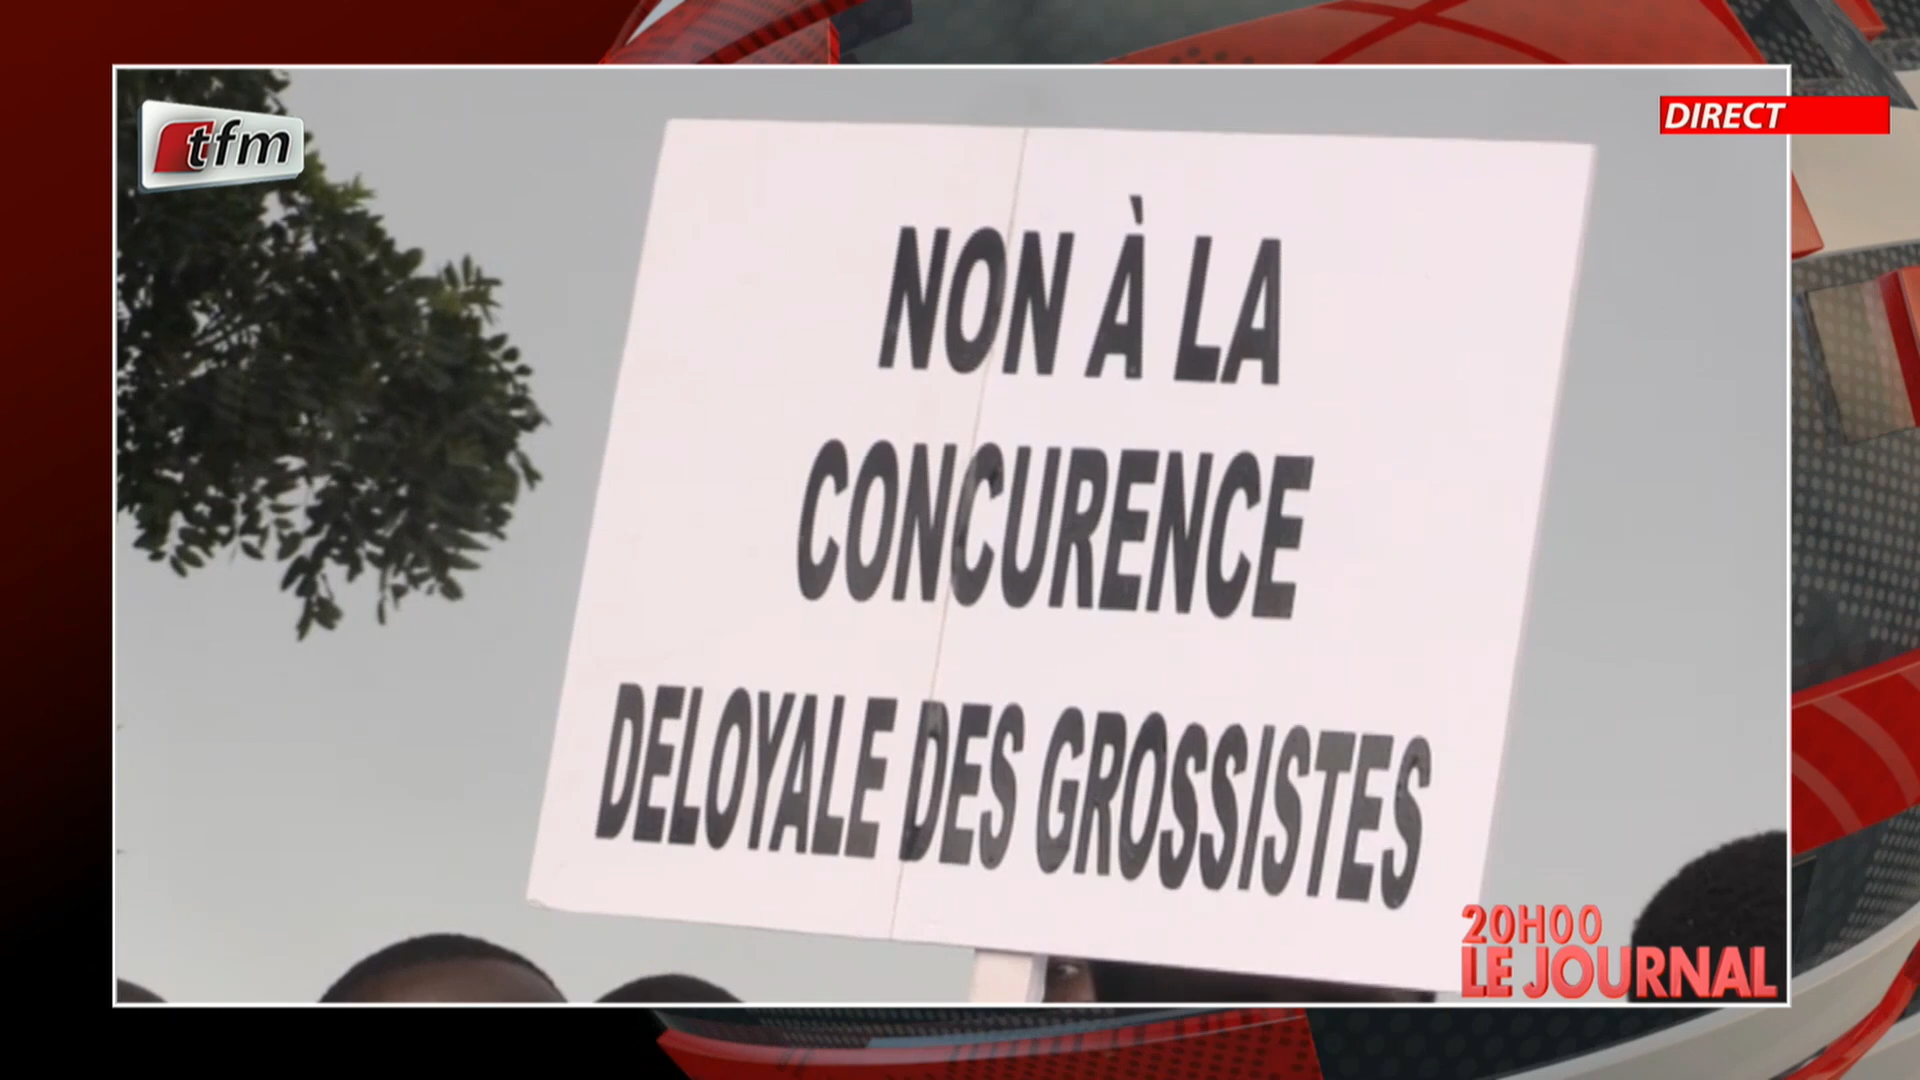 tfm
DIRECT
NON À LA
CONCURENCE
DELOYALE DES GROSSISTES
20H00
LE JOURNAL